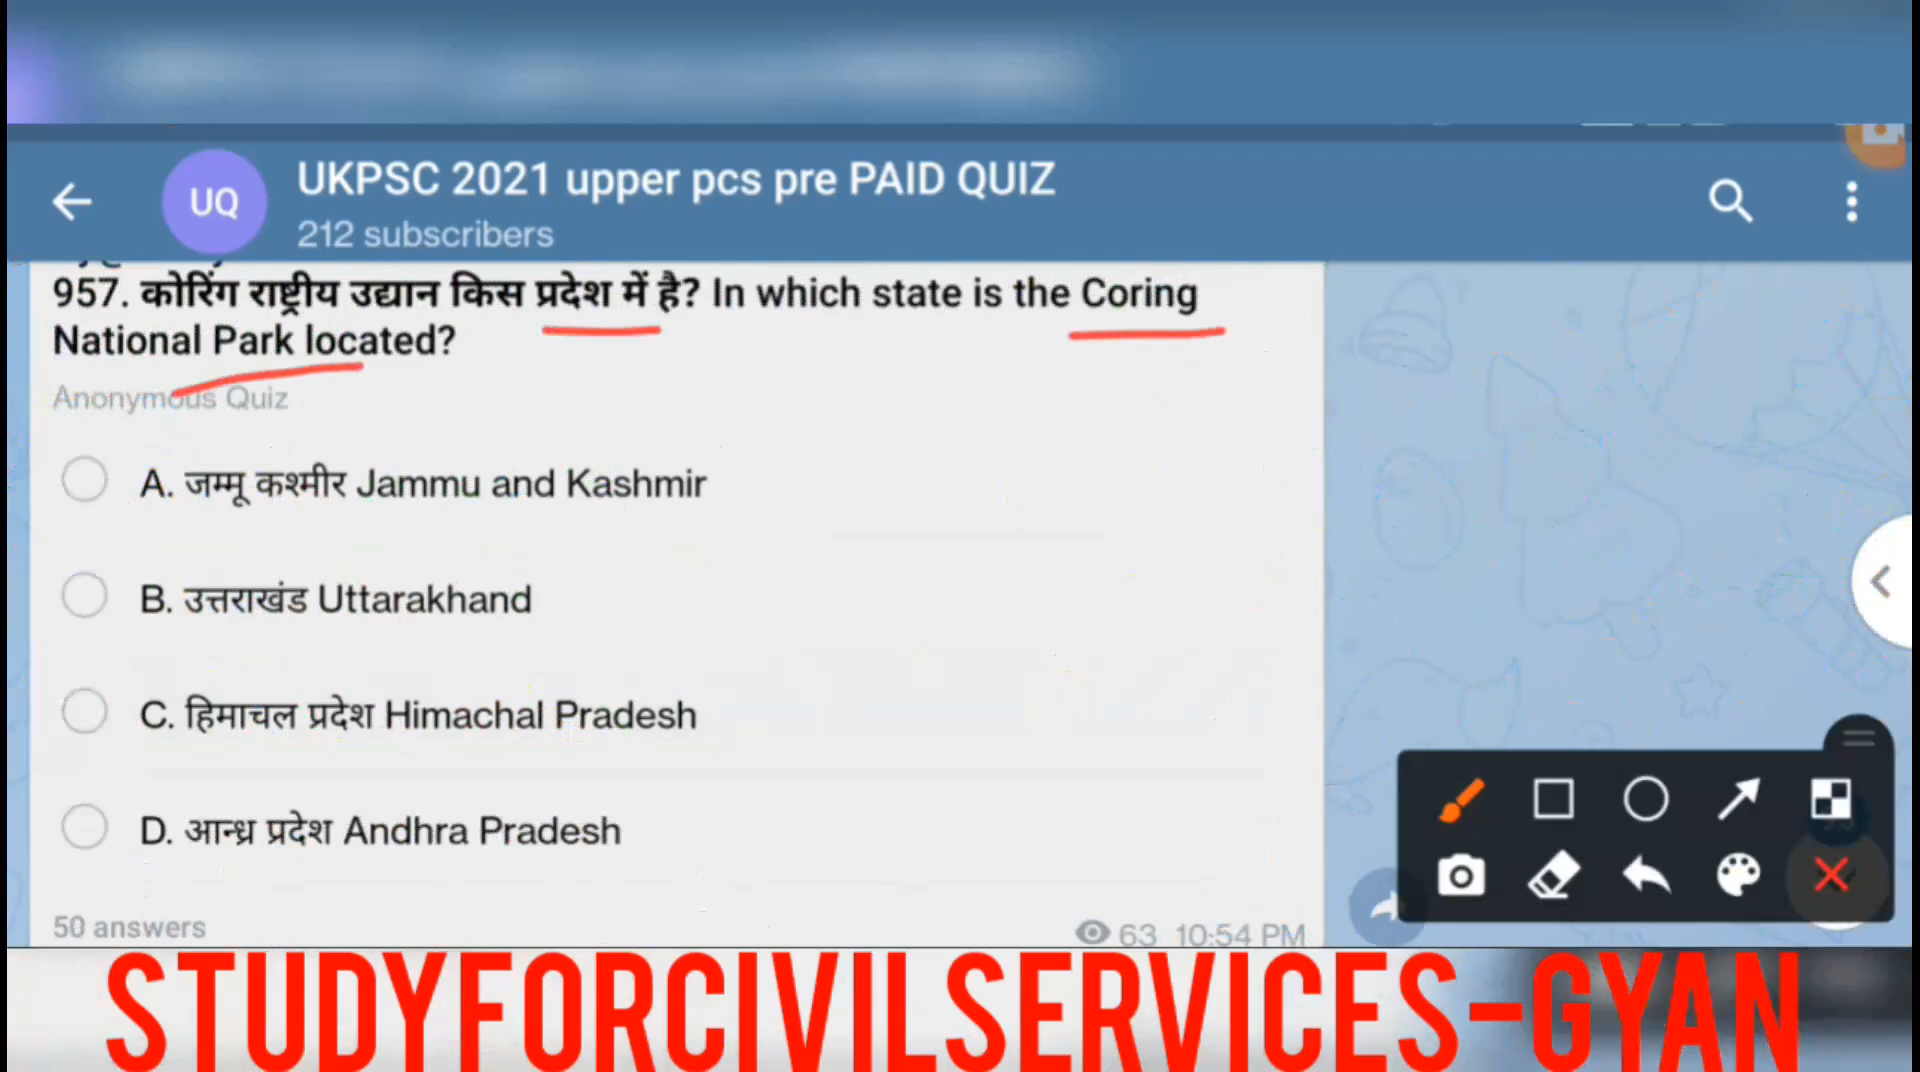 UQ
UKPSC 2021 upper pcs pre PAID QUIZ
212 subscribers
957. कोरिंग राष्ट्रीय उद्यान किस प्रदेश में है? In which state is the Coring
National Park located?
Anonymous Quiz
A. जम्मू कश्मीर Jammu and Kashmir
B. उत्तराखंड Uttarakhand
C. हिमाचल प्रदेश Himachal Pradesh
D. आन्ध्र प्रदेश Andhra Pradesh
50 answers
63 10:54 PM
STUDYFORCIVILSERVICES-GYAN